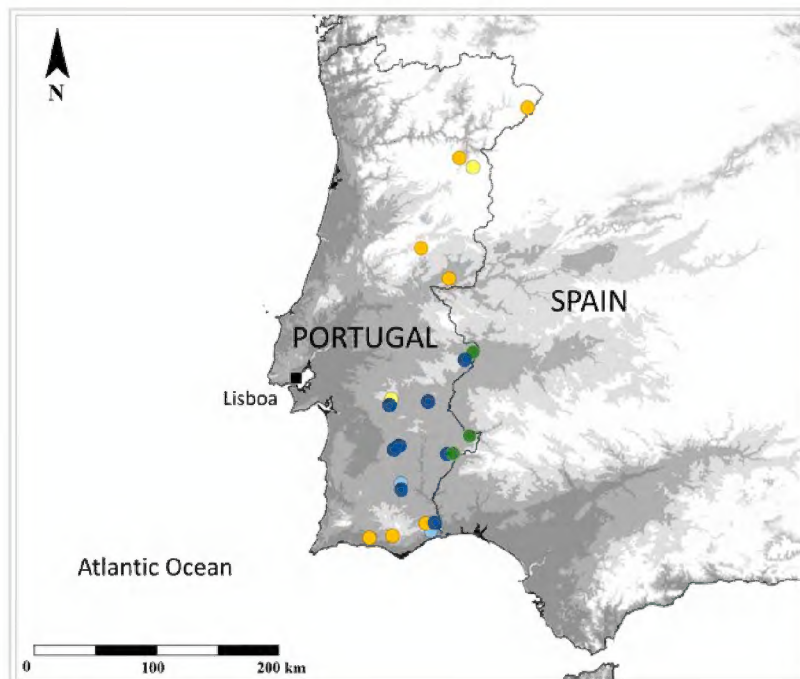 N
SPAIN
PORTUGAL
Lisboa
Atlantic Ocean
0 100 200 km